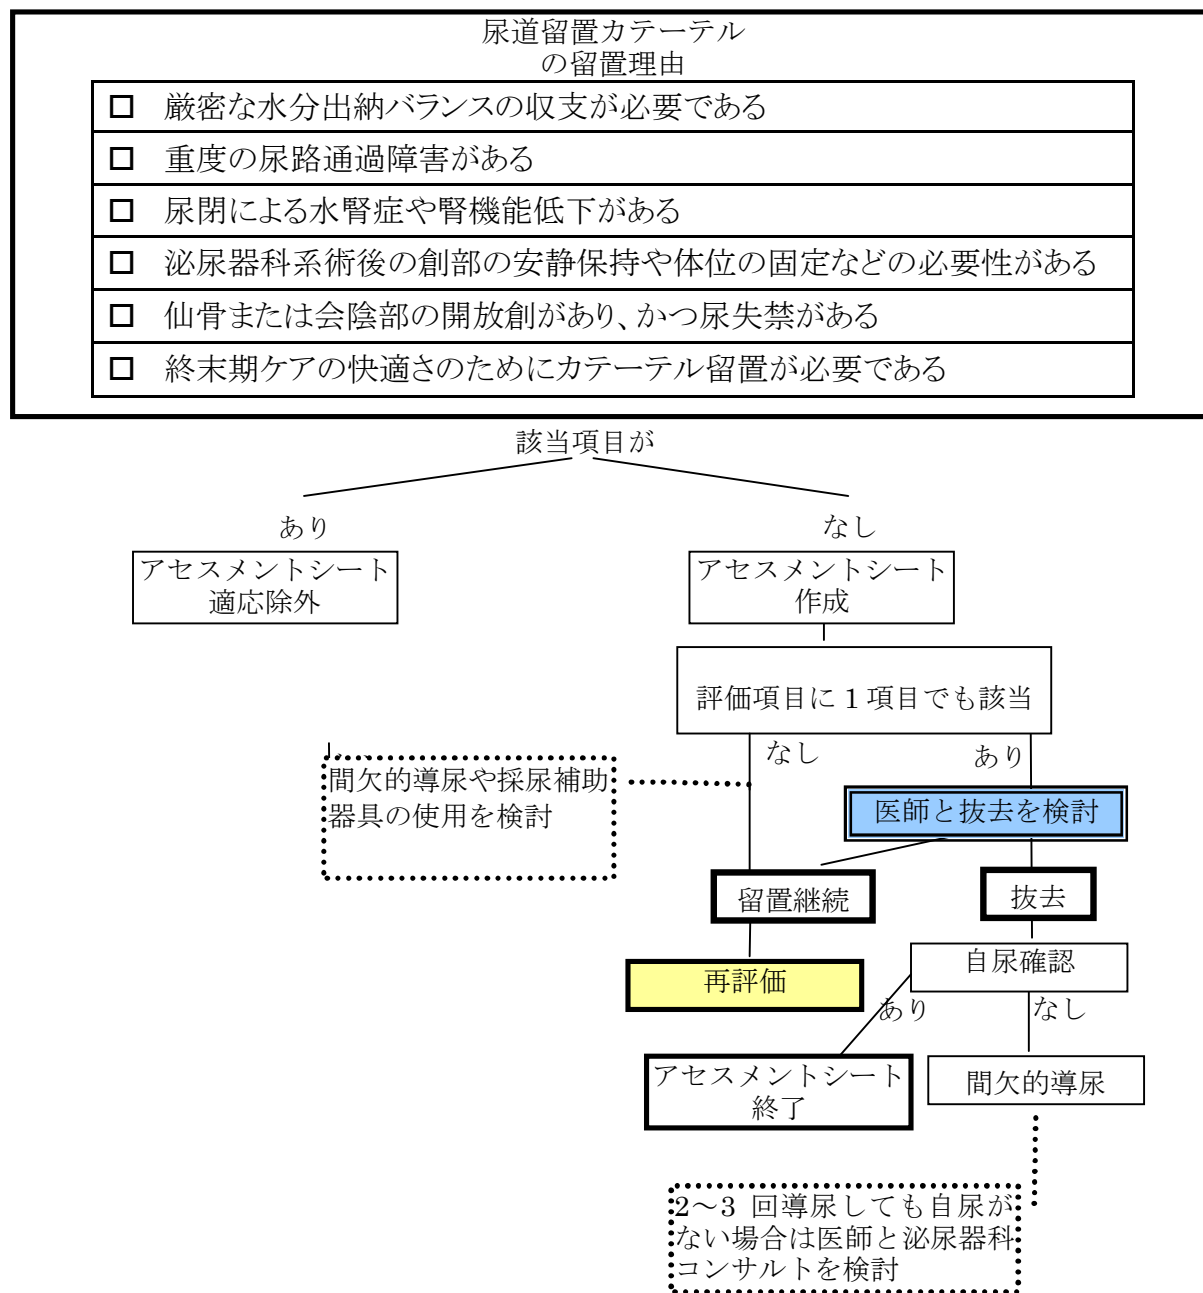 尿道留置カテーテル
の留置理由
□ 厳密な水分出納バランスの収支が必要である
□ 重度の尿路通過障害がある
□ 尿閉による水腎症や腎機能低下がある
□ 泌尿器科系術後の創部の安静保持や体位の固定などの必要性がある
□ 仙骨または会陰部の開放創があり、かつ尿失禁がある
□ 終末期ケアの快適さのためにカテーテル留置が必要である
該当項目が
あり
なし
アセスメントシート
適応除外
アセスメントシート
作成
評価項目に 1 項目でも該当
なし
あり
間欠的導尿や採尿補助
器具の使用を検討
医師と抜去を検討
留置継続
抜去
再評価
自尿確認
あり
なし
アセスメントシート
終了
間欠的導尿
2～3 回導尿しても自尿が
ない場合は医師と泌尿器科
コンサルトを検討